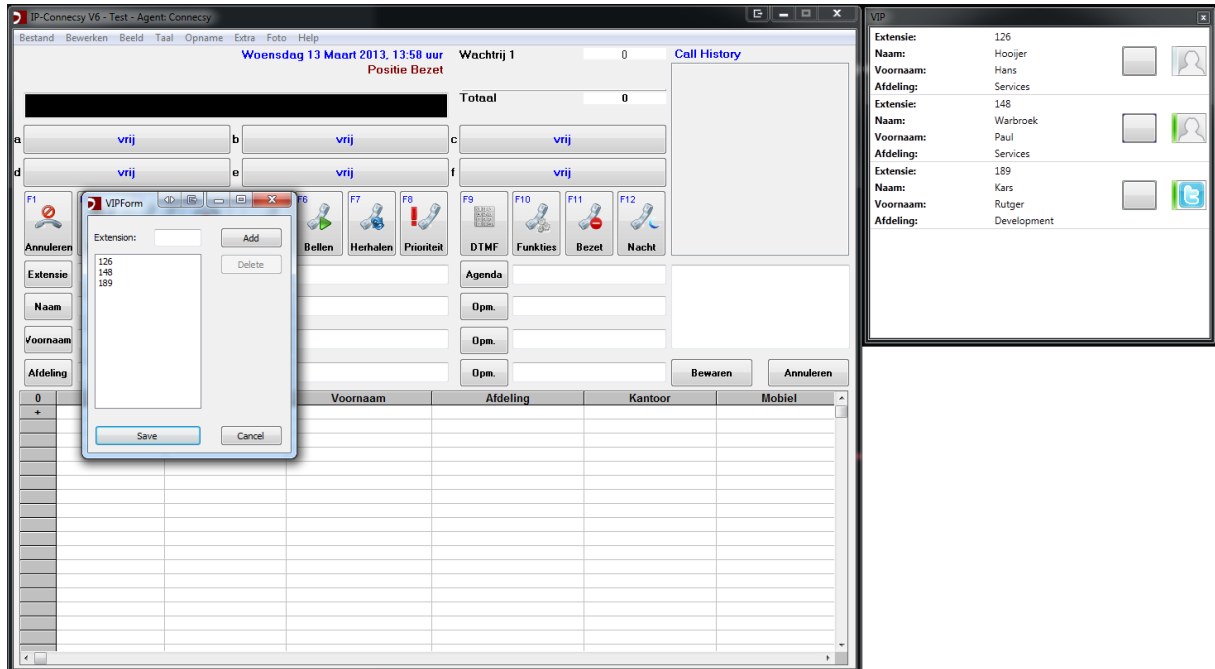 IP-Connecsy V6 - Test - Agent: Connecsy
Bestand Bewerken Beeld Taal Opname Extra Foto Help
Woensdag 13 Maart 2013, 13:58 uur
Positie Bezet
Wachtrij 1 0
Totaal 0
Call History
a vrij b vrij c vrij
d vrij e vrij f vrij
F1 F6 F7 F8 F9 F10 F11 F12
Annuleren Bellen Herhalen Prioriteit DTMF Funkties Bezet Nacht
Extensie Agenda
Naam Opm.
Voornaam Opm.
Afdeling Opm.
Bewaren Annuleren
0 Voornaam Afdeling Kantoor Mobiel
+
VIPForm
Extension: Add
Delete
126
148
189
Save Cancel
VIP
Extensie: 126
Naam: Hooijer
Voornaam: Hans
Afdeling: Services
Extensie: 148
Naam: Warbroek
Voornaam: Paul
Afdeling: Services
Extensie: 189
Naam: Kars
Voornaam: Rutger
Afdeling: Development